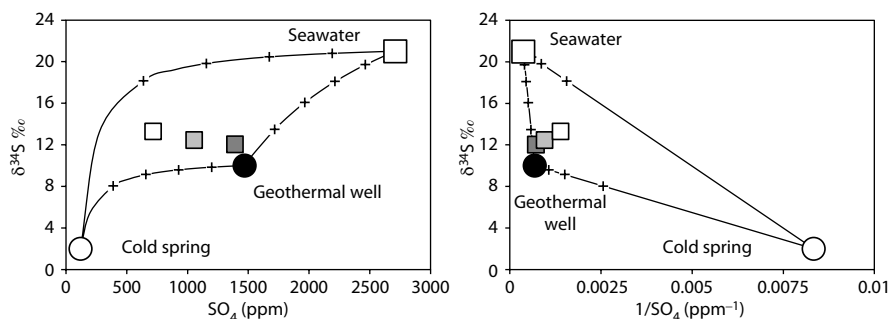 24
20
16
12
8
4
0
δ³⁴S ‰
Seawater
Geothermal well
Cold spring
0 500 1000 1500 2000 2500 3000
SO₄ (ppm)
24
20
16
12
8
4
0
δ³⁴S ‰
Seawater
Geothermal
well
Cold spring
0 0.0025 0.005 0.0075 0.01
1/SO₄ (ppm⁻¹)